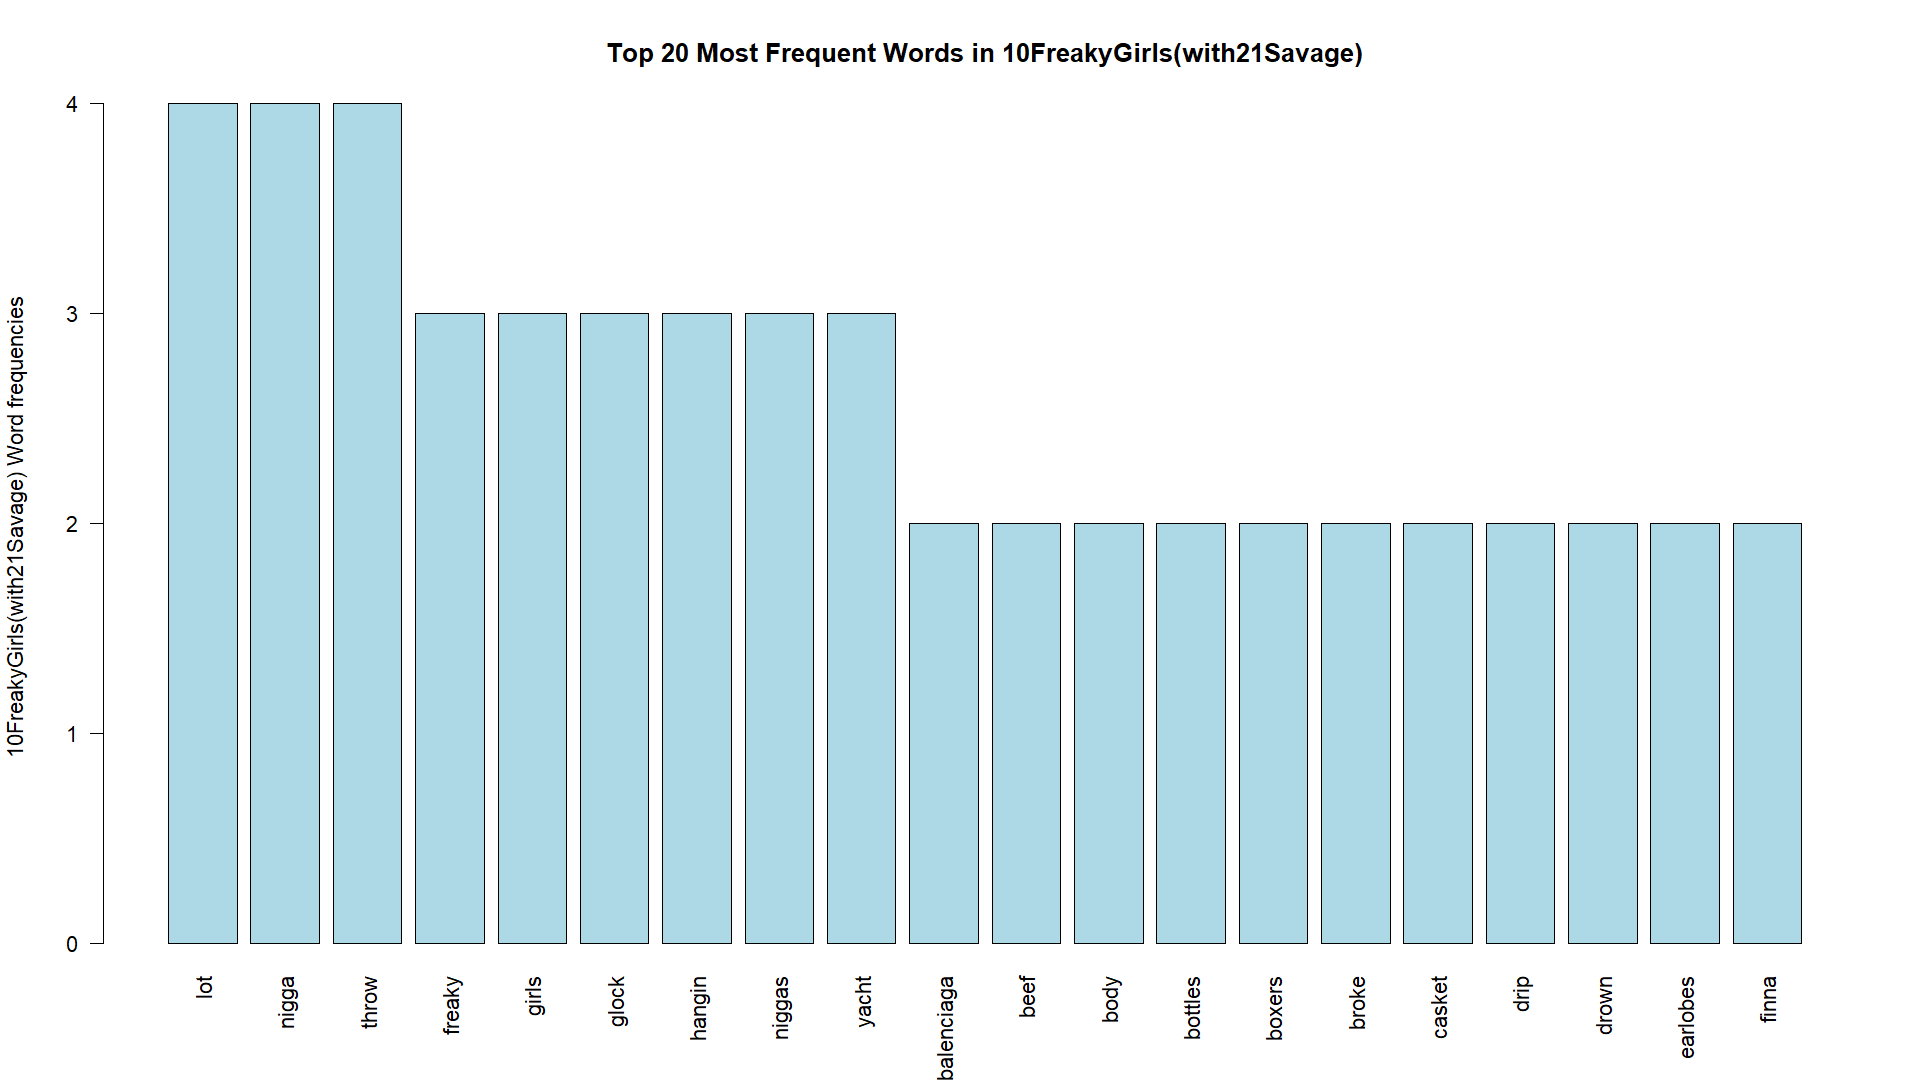 Top 20 Most Frequent Words in 10FreakyGirls(with21Savage)
10FreakyGirls(with21Savage) Word frequencies
4
3
2
1
0
lot
nigga
throw
freaky
girls
glock
hangin
niggas
yacht
balenciaga
beef
body
bottles
boxers
broke
casket
drip
drown
earlobes
finna